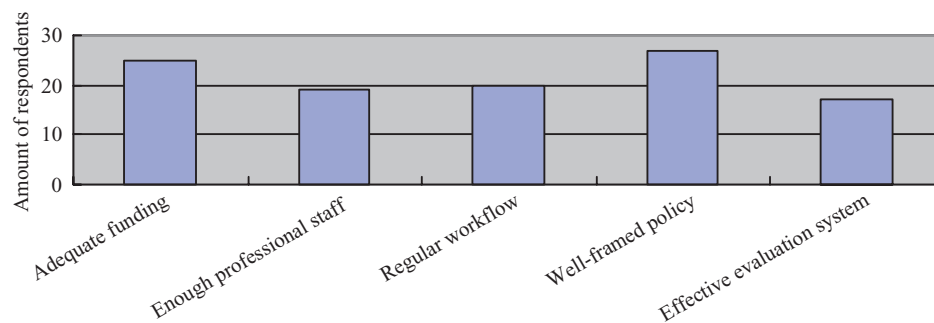 Amount of respondents
30
20
10
0
Adequate funding
Enough professional staff
Regular workflow
Well-framed policy
Effective evaluation system